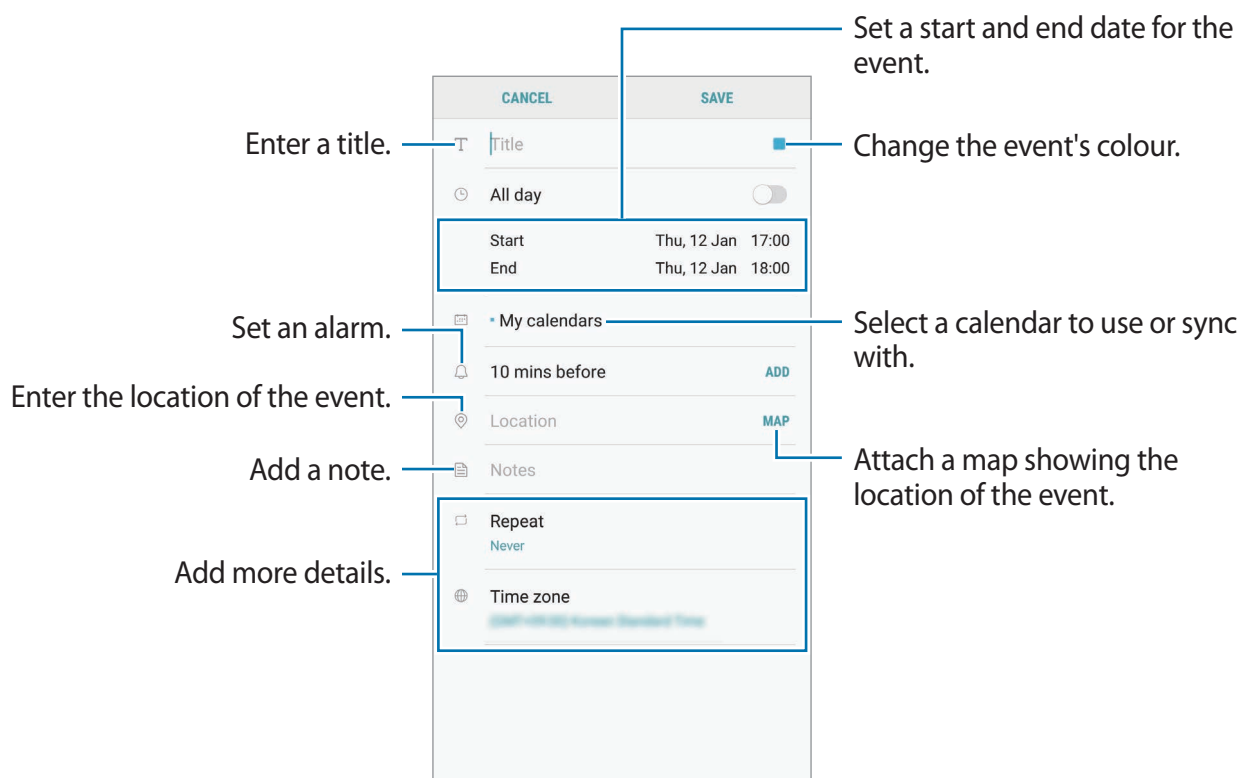 Set a start and end date for the
event.
CANCEL SAVE
Enter a title.
Title
Change the event's colour.
All day
Start Thu, 12 Jan 17:00
End Thu, 12 Jan 18:00
Set an alarm.
My calendars
Select a calendar to use or sync
with.
10 mins before ADD
Enter the location of the event.
Location MAP
Add a note.
Notes
Attach a map showing the
location of the event.
Repeat
Never
Add more details.
Time zone
Korean Standard Time